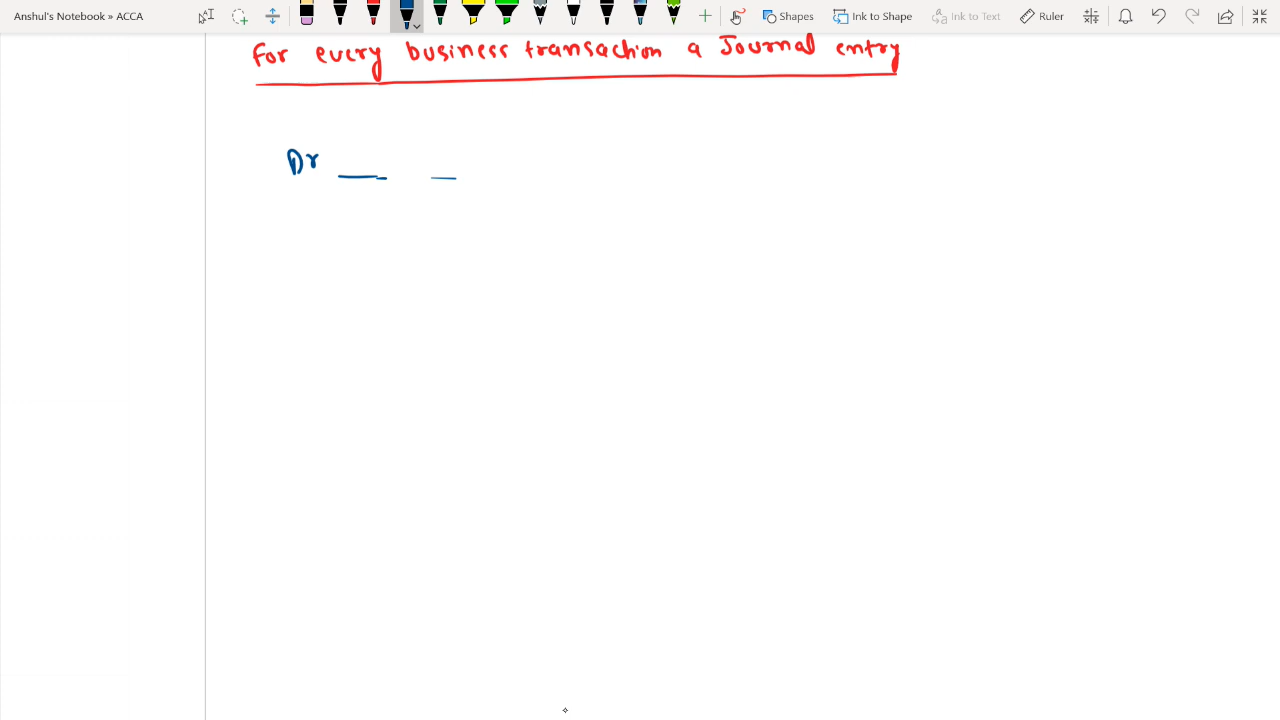 Anshul's Notebook » ACCA
Shapes
Ink to Shape
Ink to Text
Ruler
For every business transaction a Journal entry
Dr